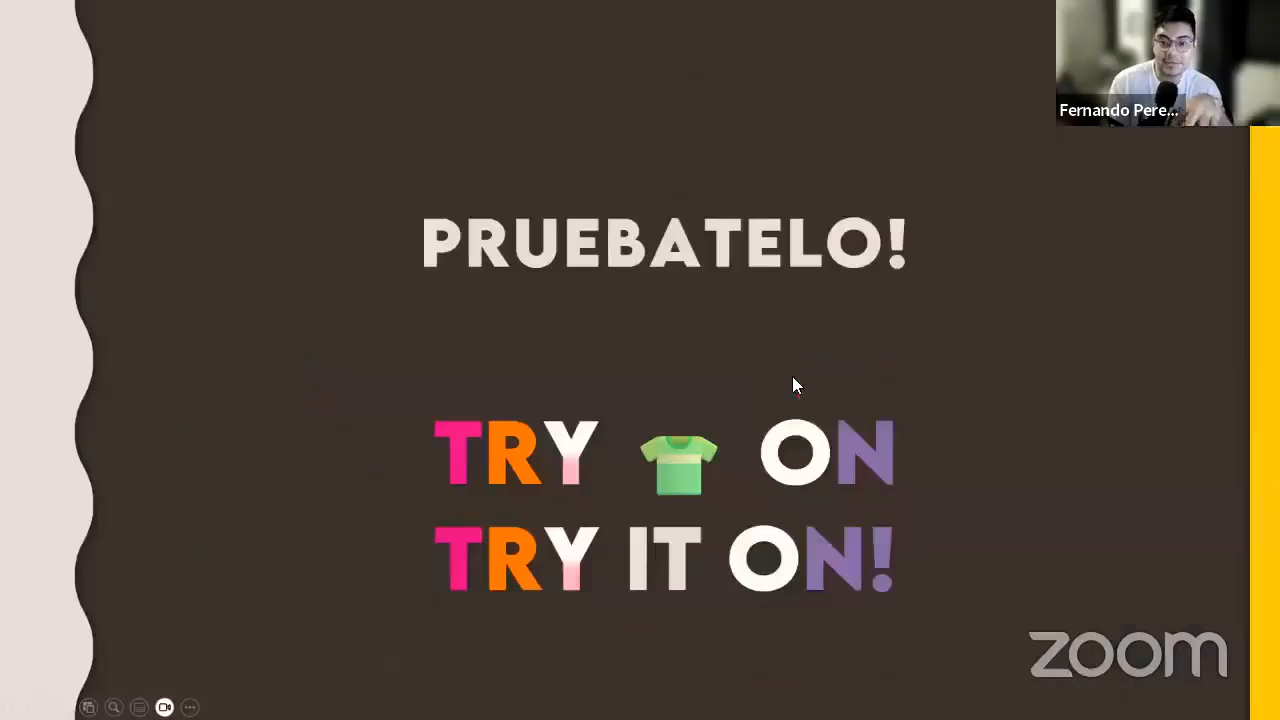 Fernando Pere...
PRUEBATELO!
TRY 👕 ON
TRY IT ON!
zoom